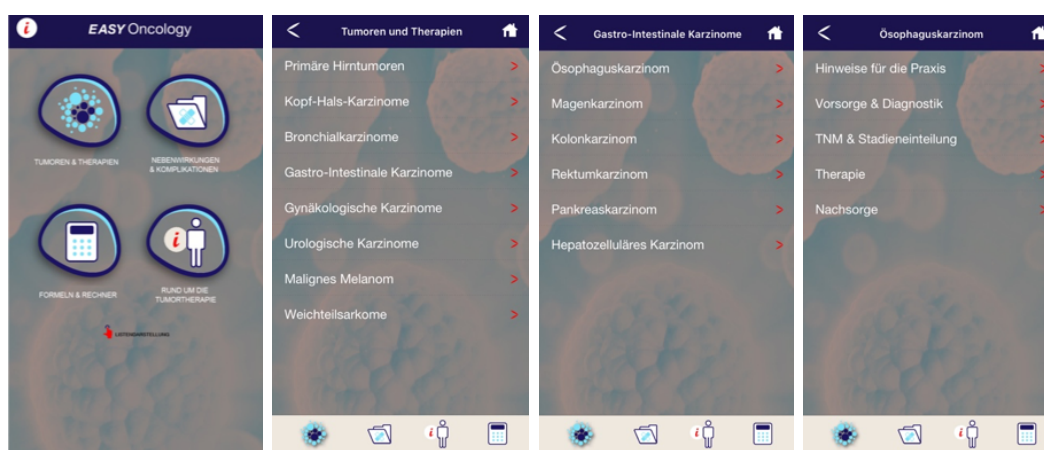 EASY Oncology
TUMOREN & THERAPIEN
NEBENWIRKUNGEN
& KOMPLIKATIONEN
FORMELN & RECHNER
RUND UM DIE
TUMORTHERAPIE
LISTENDARSTELLUNG
Tumoren und Therapien
Primäre Hirntumoren
Kopf-Hals-Karzinome
Bronchialkarzinome
Gastro-Intestinale Karzinome
Gynäkologische Karzinome
Urologische Karzinome
Malignes Melanom
Weichteilsarkome
Gastro-Intestinale Karzinome
Ösophaguskarzinom
Magenkarzinom
Kolonkarzinom
Rektumkarzinom
Pankreaskarzinom
Hepatozelluläres Karzinom
Ösophaguskarzinom
Hinweise für die Praxis
Vorsorge & Diagnostik
TNM & Stadieneinteilung
Therapie
Nachsorge